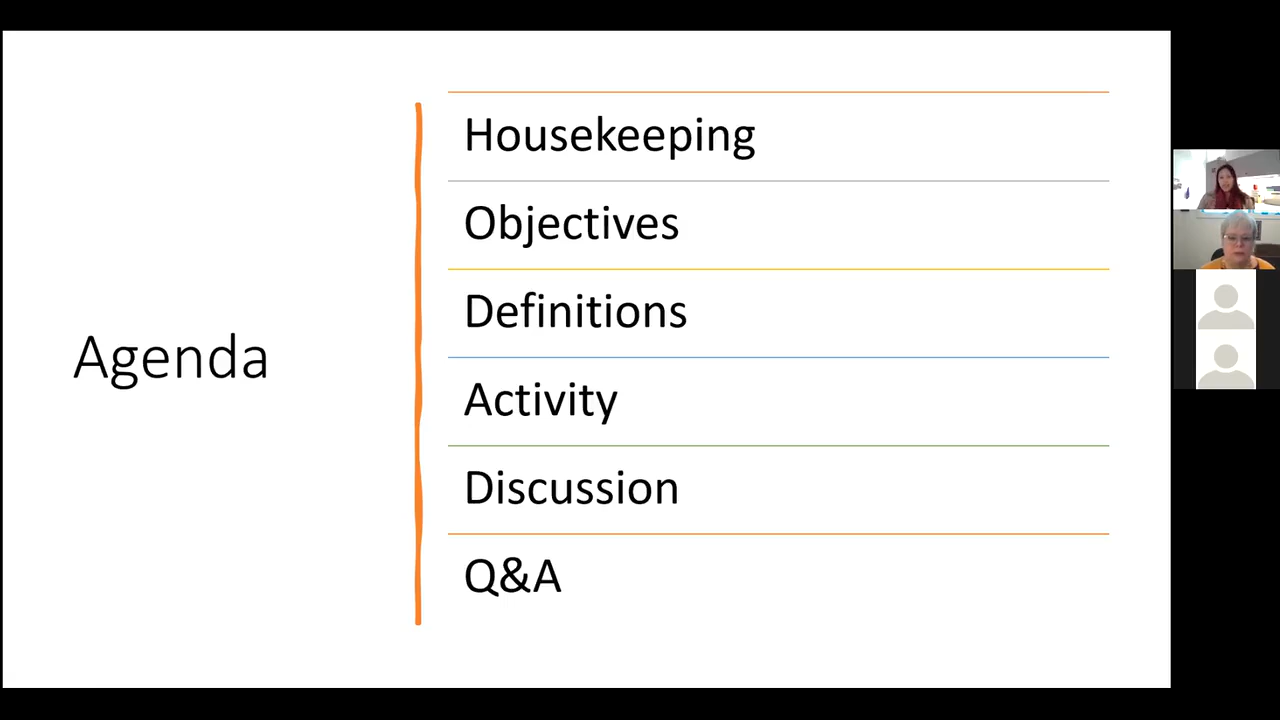 Agenda
Housekeeping
Objectives
Definitions
Activity
Discussion
Q&A